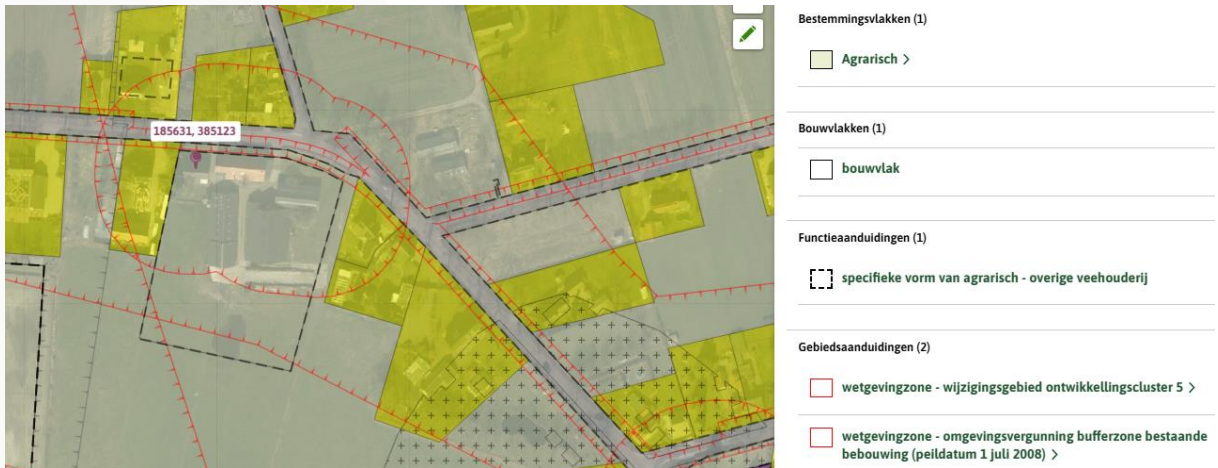 185631, 385123
Bestemmingsvlakken (1)
Agrarisch >
Bouwvlakken (1)
bouwvlak
Functieaanduidingen (1)
specifieke vorm van agrarisch - overige veehouderij
Gebiedsaanduidingen (2)
wetgevingzone - wijzigingsgebied ontwikkellingscluster 5 >
wetgevingzone - omgevingsvergunning bufferzone bestaande
bebouwing (peildatum 1 juli 2008) >